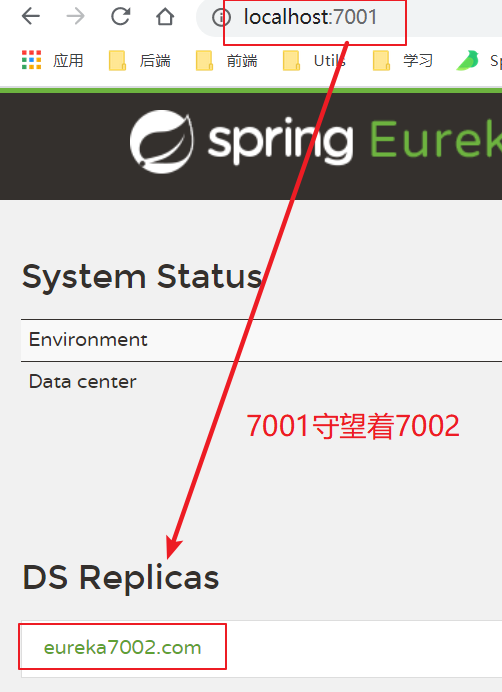 localhost:7001
应用 后端 前端 Utils 学习 Sp
spring Eurek
System Status
Environment
Data center
7001守望着7002
DS Replicas
eureka7002.com